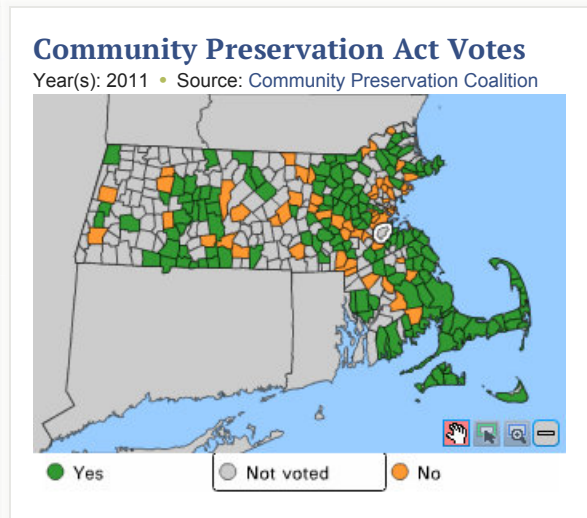 Community Preservation Act Votes
Year(s): 2011 • Source: Community Preservation Coalition
Yes
Not voted
No